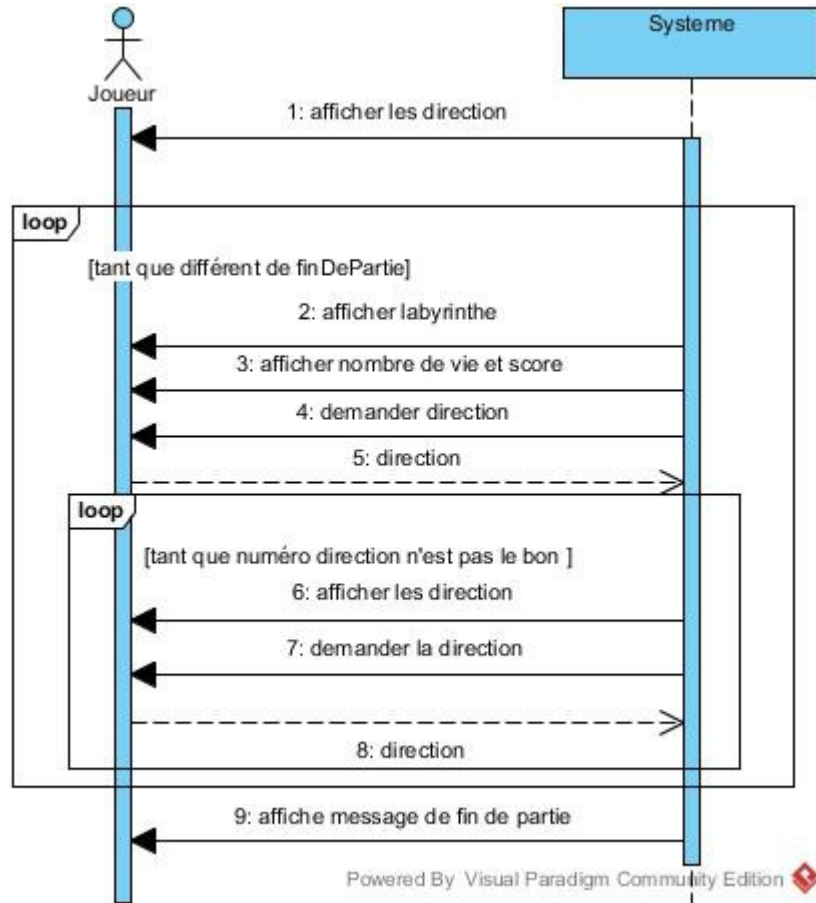 Systeme
Joueur
1: afficher les direction
loop
[tant que différent de finDePartie]
2: afficher labyrinthe
3: afficher nombre de vie et score
4: demander direction
5: direction
loop
[tant que numéro direction n'est pas le bon ]
6: afficher les direction
7: demander la direction
8: direction
9: affiche message de fin de partie
Powered By Visual Paradigm Community Edition